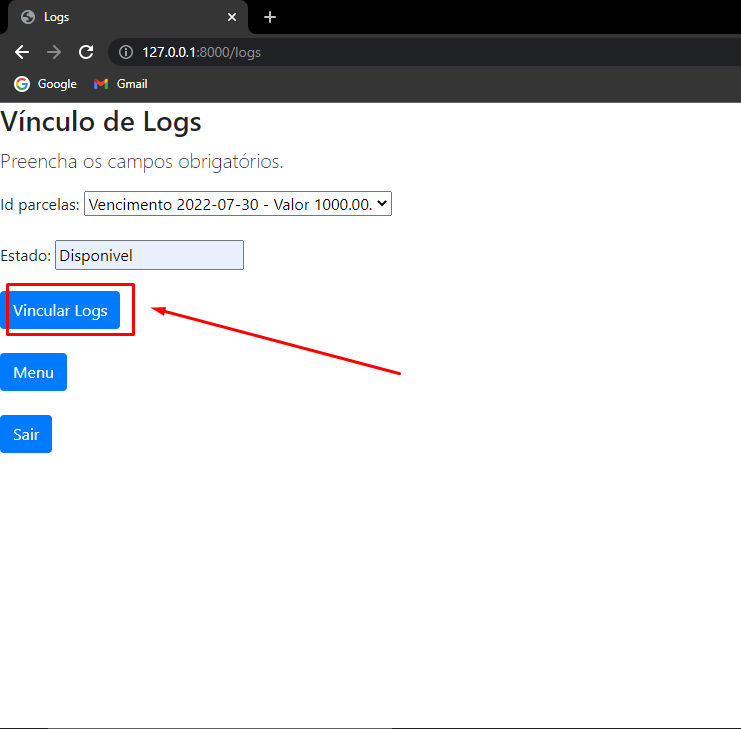 Logs
127.0.0.1:8000/logs
Google Gmail
Vínculo de Logs
Preencha os campos obrigatórios.
Id parcelas: Vencimento 2022-07-30 - Valor 1000.00.
Estado: Disponivel
Vincular Logs
Menu
Sair